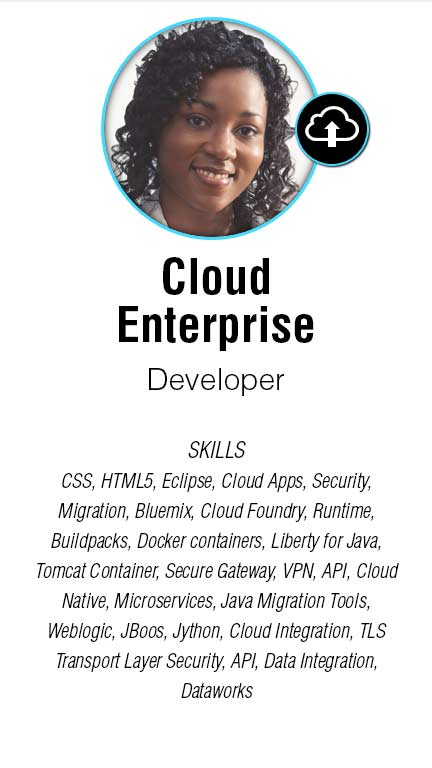 Cloud
Enterprise
Developer
SKILLS
CSS, HTML5, Eclipse, Cloud Apps, Security,
Migration, Bluemix, Cloud Foundry, Runtime,
Buildpacks, Docker containers, Liberty for Java,
Tomcat Container, Secure Gateway, VPN, API, Cloud
Native, Microservices, Java Migration Tools,
Weblogic, JBoos, Jython, Cloud Integration, TLS
Transport Layer Security, API, Data Integration,
Dataworks